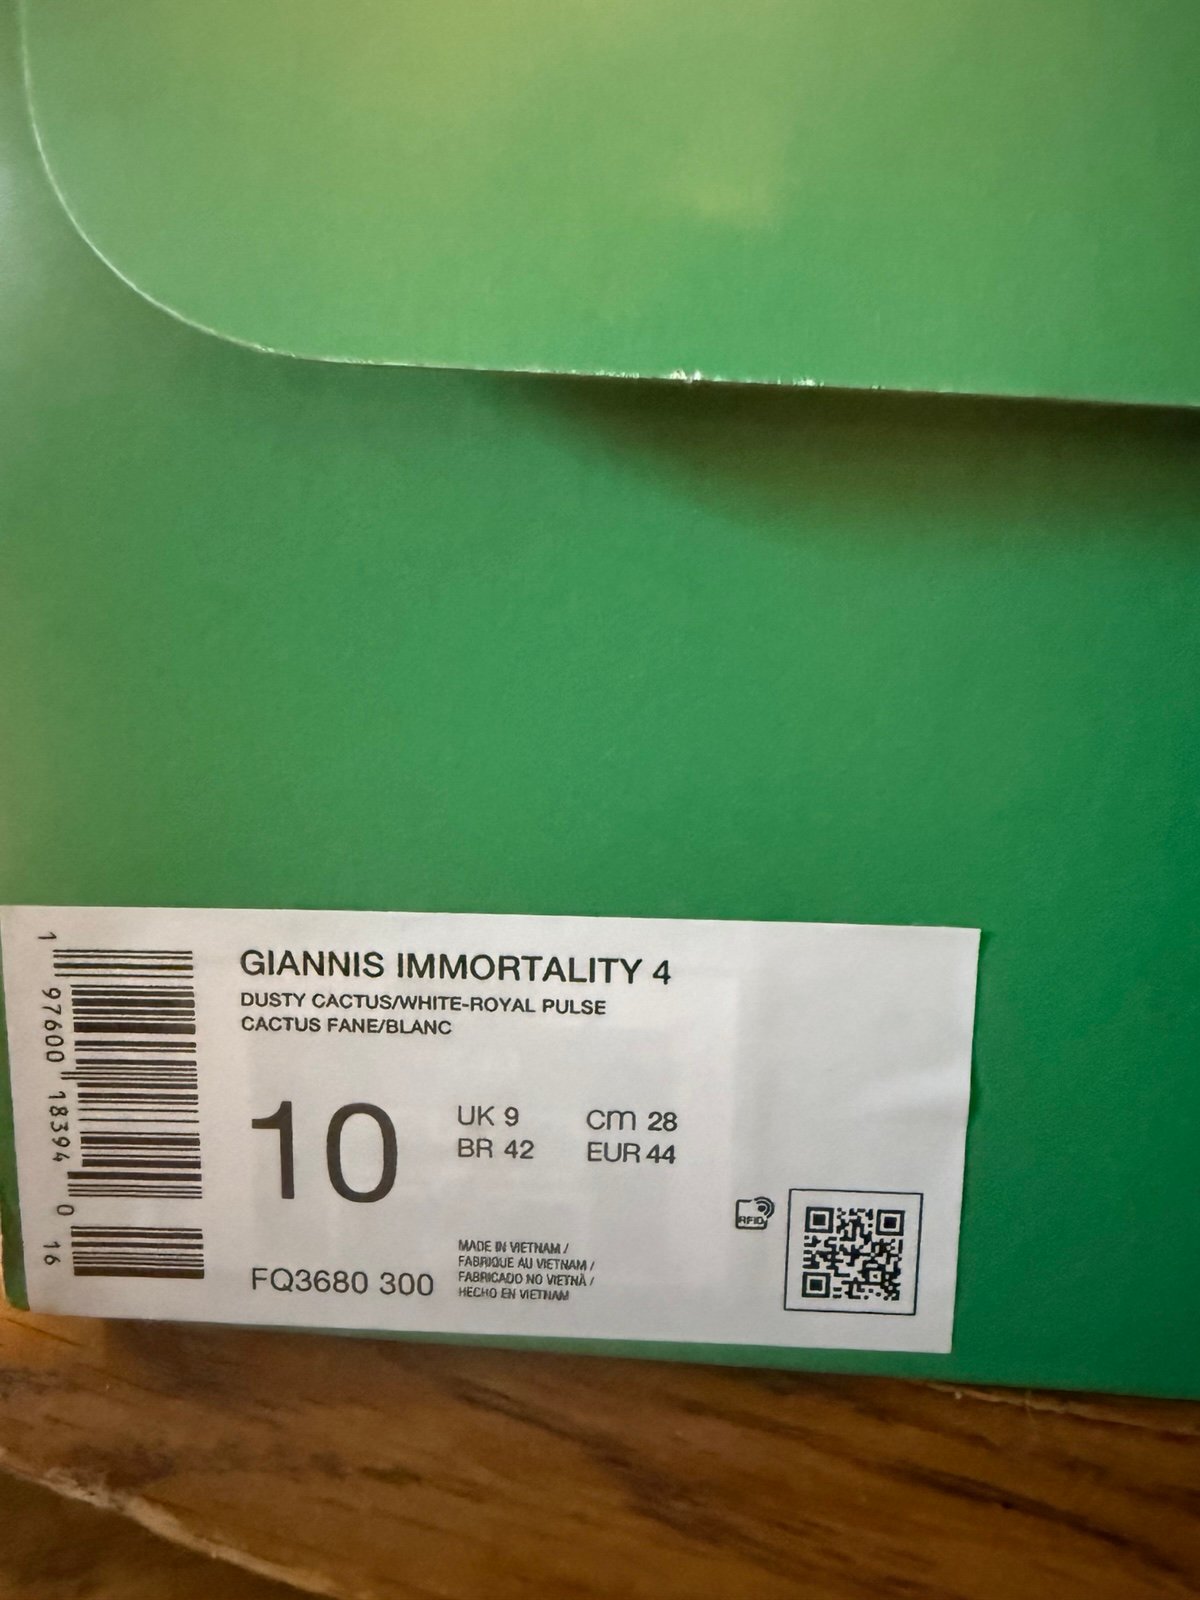 GIANNIS IMMORTALITY 4
DUSTY CACTUS/WHITE-ROYAL PULSE
CACTUS FANE/BLANC
10
UK 9
BR 42
cm 28
EUR 44
FQ3680 300
MADE IN VIETNAM /
FABRIQUE AU VIETNAM /
FABRICADO NO VIETNÃ /
HECHO EN VIETNAM
RFID
1 97600 18394 0 16